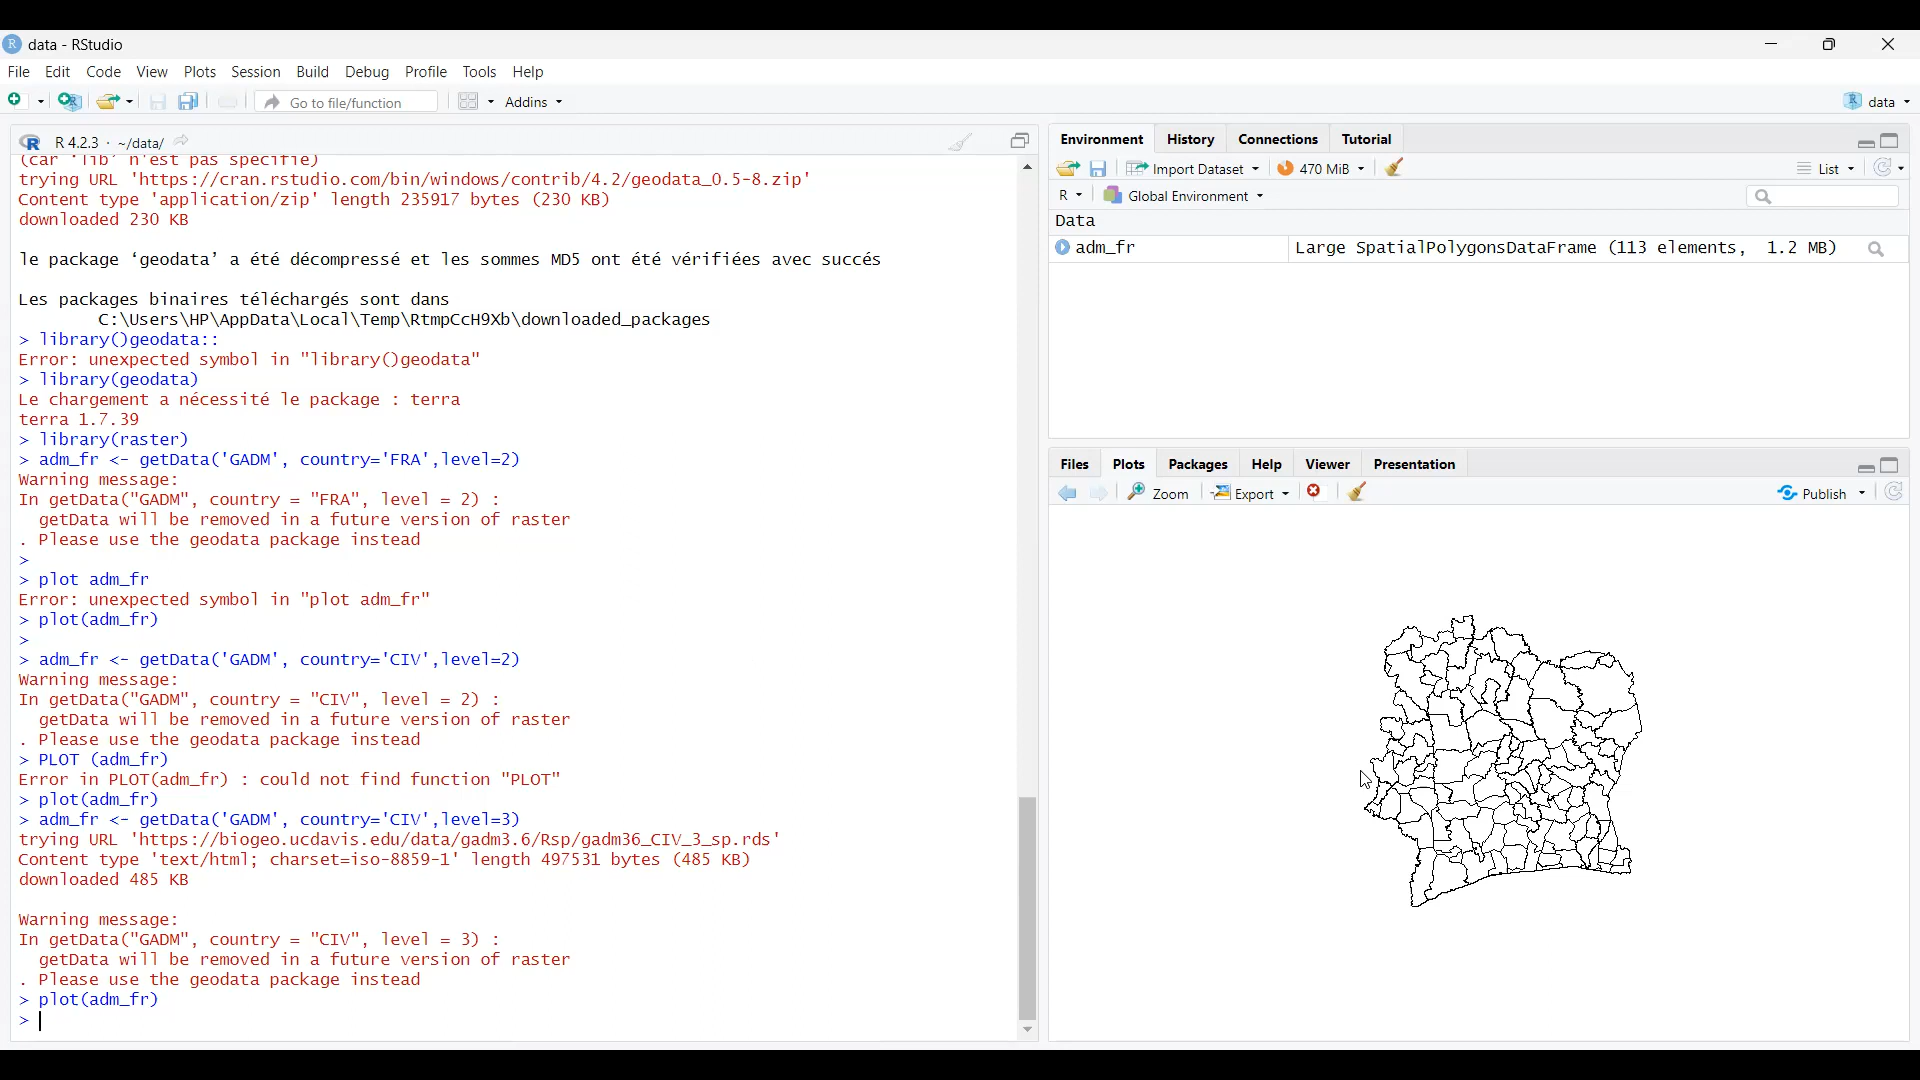 data - RStudio
File Edit Code View Plots Session Build Debug Profile Tools Help
Go to file/function Addins data
R 4.2.3 · ~/data/
(car ‘lib’ n'est pas spécifié)
trying URL 'https://cran.rstudio.com/bin/windows/contrib/4.2/geodata_0.5-8.zip'
Content type 'application/zip' length 235917 bytes (230 KB)
downloaded 230 KB
le package ‘geodata’ a été décompressé et les sommes MD5 ont été vérifiées avec succés
Les packages binaires téléchargés sont dans
C:\Users\HP\AppData\Local\Temp\RtmpCcH9Xb\downloaded_packages
> library()geodata::
Error: unexpected symbol in "library()geodata"
> library(geodata)
Le chargement a nécessité le package : terra
terra 1.7.39
> library(raster)
> adm_fr <- getData('GADM', country='FRA',level=2)
Warning message:
In getData("GADM", country = "FRA", level = 2) :
getData will be removed in a future version of raster
. Please use the geodata package instead
>
> plot adm_fr
Error: unexpected symbol in "plot adm_fr"
> plot(adm_fr)
>
> adm_fr <- getData('GADM', country='CIV',level=2)
Warning message:
In getData("GADM", country = "CIV", level = 2) :
getData will be removed in a future version of raster
. Please use the geodata package instead
> PLOT (adm_fr)
Error in PLOT(adm_fr) : could not find function "PLOT"
> plot(adm_fr)
> adm_fr <- getData('GADM', country='CIV',level=3)
trying URL 'https://biogeo.ucdavis.edu/data/gadm3.6/Rsp/gadm36_CIV_3_sp.rds'
Content type 'text/html; charset=iso-8859-1' length 497531 bytes (485 KB)
downloaded 485 KB
Warning message:
In getData("GADM", country = "CIV", level = 3) :
getData will be removed in a future version of raster
. Please use the geodata package instead
> plot(adm_fr)
>
Environment History Connections Tutorial
Import Dataset 470 MiB List
R Global Environment
Data
adm_fr Large SpatialPolygonsDataFrame (113 elements, 1.2 MB)
Files Plots Packages Help Viewer Presentation
Zoom Export Publish